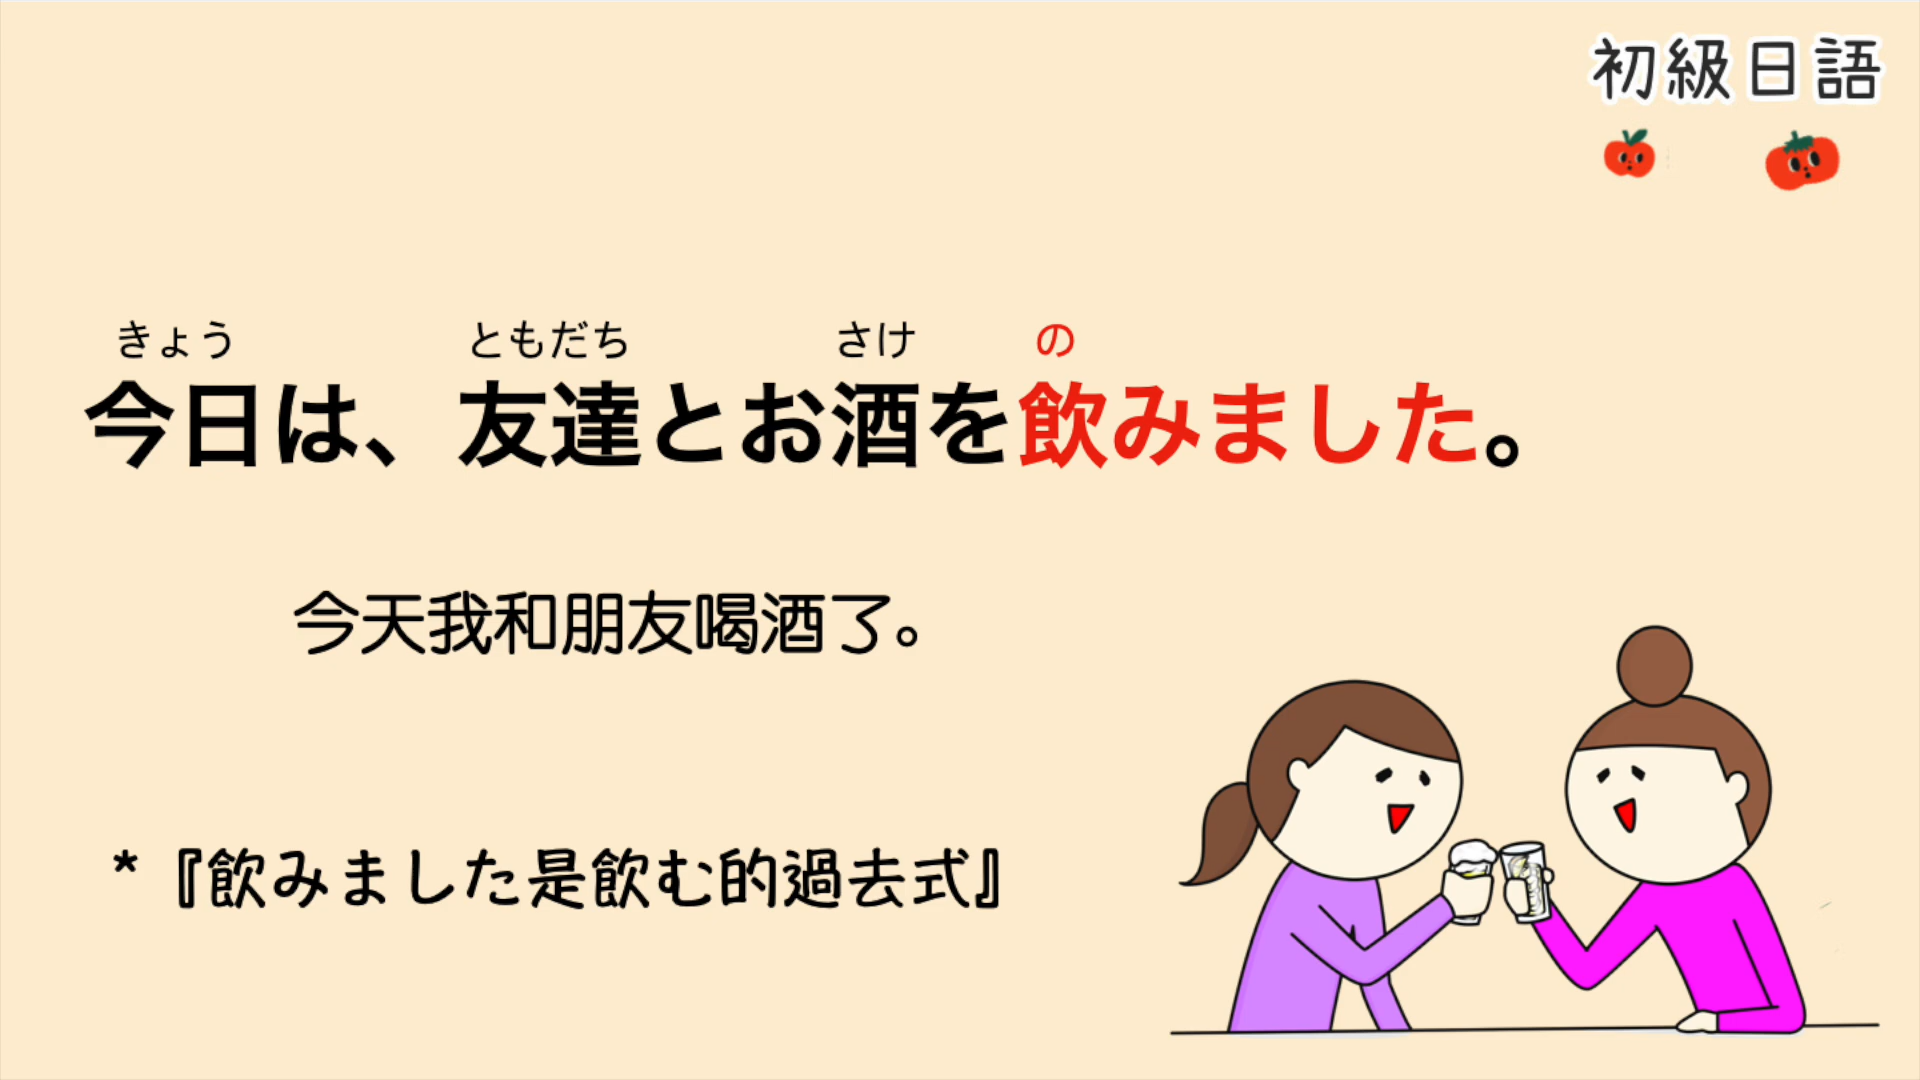 初級日語
きょう ともだち さけ の
今日は、友達とお酒を飲みました。
今天我和朋友喝酒了。
*『飲みました是飲む的過去式』